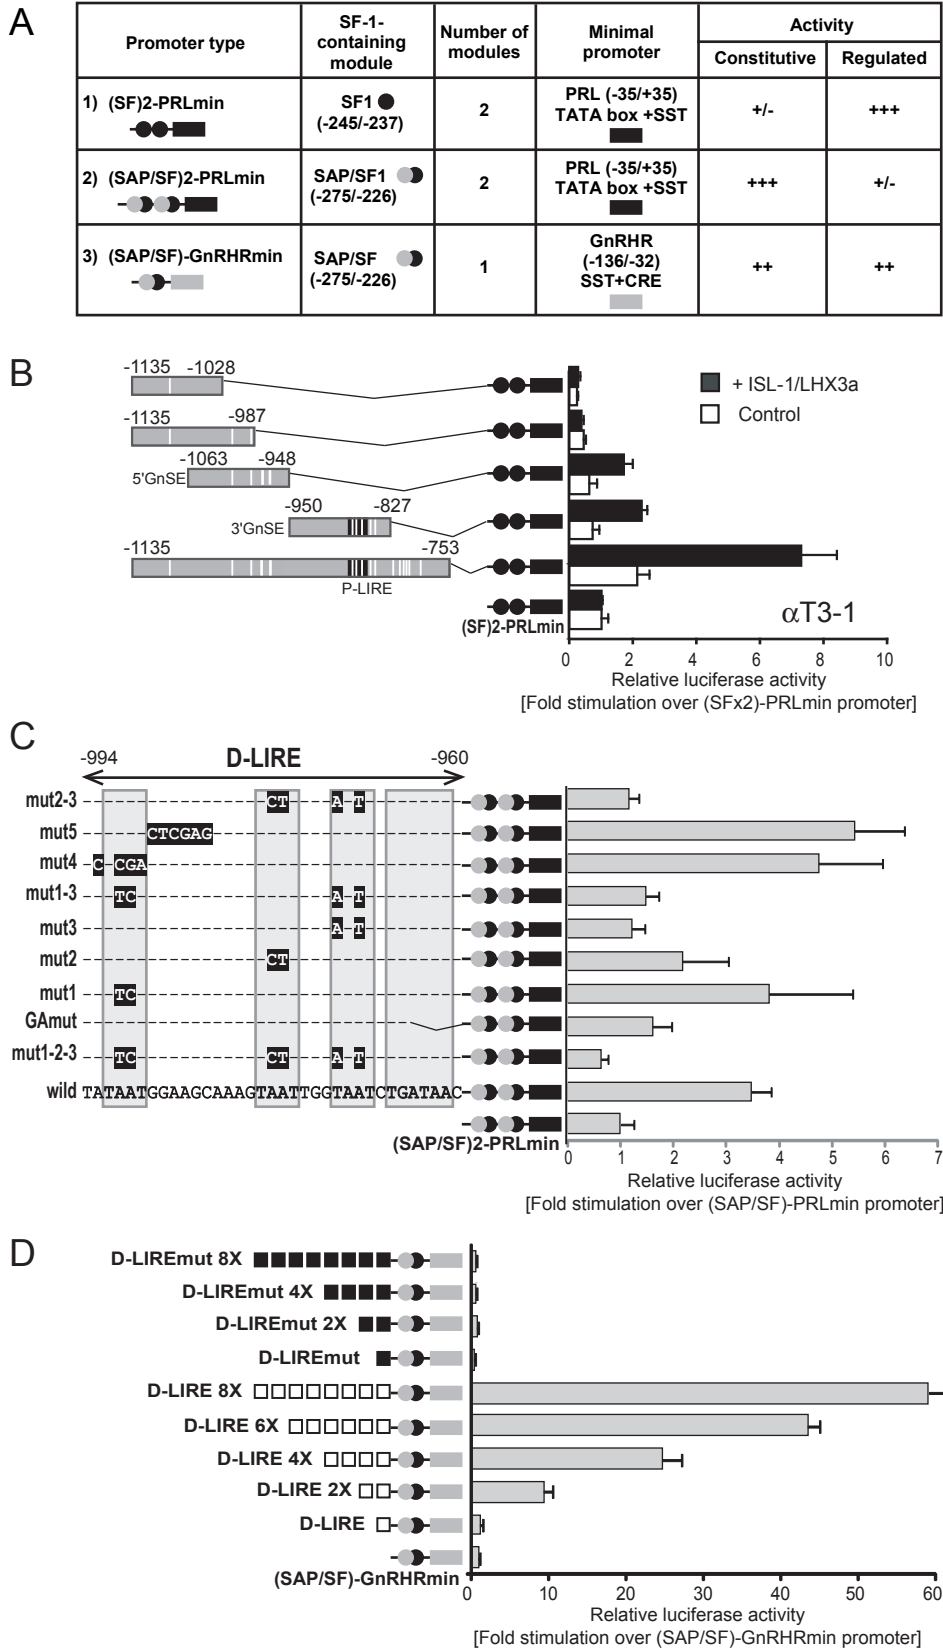 A
Promoter type
SF-1-
containing
module
Number of
modules
Minimal
promoter
Activity
Constitutive
Regulated
1) (SF)2-PRLmin
SF1
(-245/-237)
2
PRL (-35/+35)
TATA box +SST
+/-
+++
2) (SAP/SF)2-PRLmin
SAP/SF1
(-275/-226)
2
PRL (-35/+35)
TATA box +SST
+++
+/-
3) (SAP/SF)-GnRHRmin
SAP/SF
(-275/-226)
1
GnRHR
(-136/-32)
SST+CRE
++
++
B
-1135 -1028
-1135 -987
-1063 -948
5'GnSE
-950 -827
3'GnSE
-1135 -753
P-LIRE
(SF)2-PRLmin
+ ISL-1/LHX3a
Control
αT3-1
0 2 4 6 8 10
Relative luciferase activity
[Fold stimulation over (SFx2)-PRLmin promoter]
C
-994 D-LIRE -960
mut2-3 CT A T
mut5 CTCGAG
mut4 C CGA
mut1-3 TC A T
mut3 A T
mut2 CT
mut1 TC
GAmut
mut1-2-3 TC CT A T
wild TATAATGGAAGCAAAGTAATTGGTAATCTGATAAC
(SAP/SF)2-PRLmin
0 1 2 3 4 5 6 7
Relative luciferase activity
[Fold stimulation over (SAP/SF)-PRLmin promoter]
D
D-LIREmut 8X
D-LIREmut 4X
D-LIREmut 2X
D-LIREmut
D-LIRE 8X
D-LIRE 6X
D-LIRE 4X
D-LIRE 2X
D-LIRE
(SAP/SF)-GnRHRmin
0 10 20 30 40 50 60
Relative luciferase activity
[Fold stimulation over (SAP/SF)-GnRHRmin promoter]